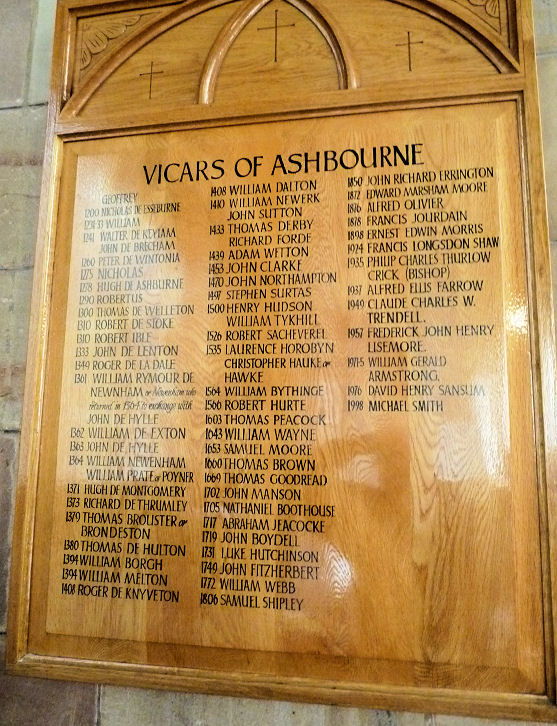 VICARS OF ASHBOURNE
GEOFFREY
1200 NICHOLAS DE ESSEBURNE
B WILLIAM
1241 WALTER DE KEYIAM
JOHN DE BRECHAM
1260 PETER DE WINTONIA
1275 NICHOLAS
1278 HUGH DE ASHBURNE
1290 ROBERTUS
1300 THOMAS DE WELLETON
1310 ROBERT DE STOKE
1310 ROBERT IBLE
1333 JOHN DE LENTON
1349 ROGER DE LA DALE
1361 WILLIAM RYMOUR DE
NEWNHAM or Newenham who
returned in 1364 to exchange with
JOHN DE HYLLE
1362 WILLIAM DE EXTON
1363 JOHN DE HYLLE
1364 WILLIAM NEWENHAM
WILLIAM PRATE or POYNER
1371 HUGH DE MONTGOMERY
1373 RICHARD DE THRUMLEY
1379 THOMAS BROUSTER or
BRONDESTON
1380 THOMAS DE HULTON
1394 WILLIAM BORGH
1394 WILLIAM MELTON
1408 ROGER DE KNYVETON
1408 WILLIAM DALTON
1410 WILLIAM NEWERK
JOHN SUTTON
1433 THOMAS DERBY
RICHARD FORDE
1439 ADAM WETTON
1453 JOHN CLARKE
1470 JOHN NORTHAMPTON
1497 STEPHEN SURTAS
1500 HENRY HUDSON
WILLIAM TYKHILL
1526 ROBERT SACHEVEREL
1535 LAURENCE HOROBYN
CHRISTOPHER HAUKE or
HAWKE
1564 WILLIAM BYTHINGE
1566 ROBERT HURTE
1603 THOMAS PEACOCK
1643 WILLIAM WAYNE
1653 SAMUEL MOORE
1660 THOMAS BROWN
1669 THOMAS GOODREAD
1702 JOHN MANSON
1705 NATHANIEL BOOTHOUSE
1717 ABRAHAM JEACOCKE
1719 JOHN BOYDELL
1731 LUKE HUTCHINSON
1749 JOHN FITZHERBERT
1772 WILLIAM WEBB
1806 SAMUEL SHIPLEY
1850 JOHN RICHARD ERRINGTON
1872 EDWARD MARSHAM MOORE
1876 ALFRED OLIVIER
1878 FRANCIS JOURDAIN
1898 ERNEST EDWIN MORRIS
1924 FRANCIS LONGSDON SHAW
1935 PHILIP CHARLES THURLOW
CRICK (BISHOP)
1937 ALFRED ELLIS FARROW
1949 CLAUDE CHARLES W.
TRENDELL.
1957 FREDERICK JOHN HENRY
LISEMORE.
1971-5 WILLIAM GERALD
ARMSTRONG.
1976 DAVID HENRY SANSUM
1998 MICHAEL SMITH